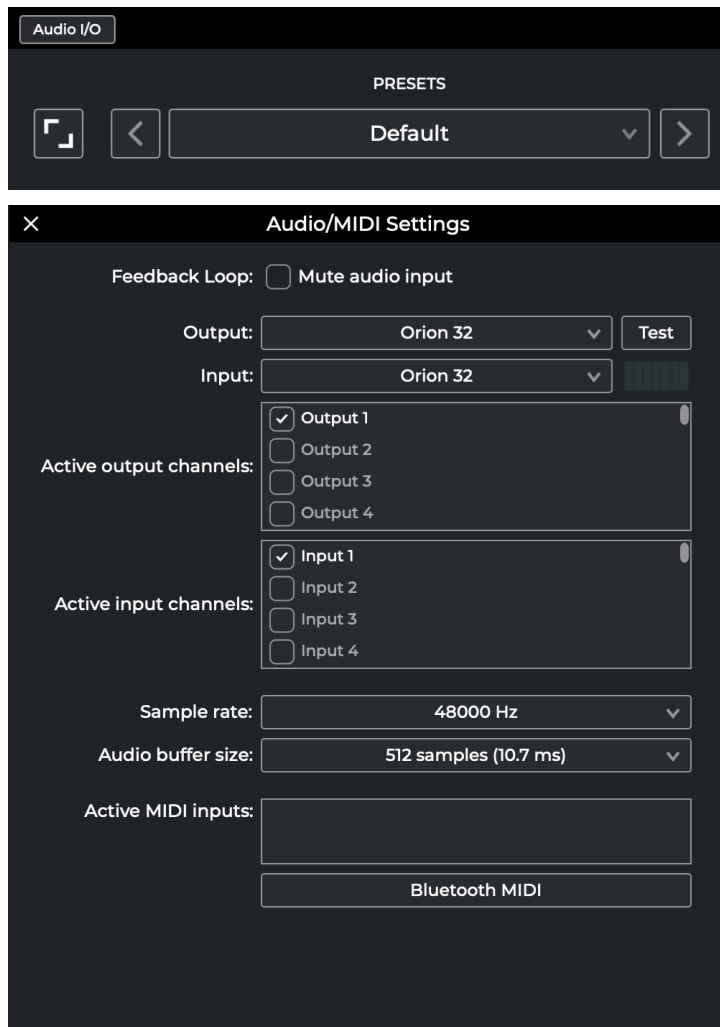 Audio I/O
PRESETS
Default
Audio/MIDI Settings
Feedback Loop: Mute audio input
Output: Orion 32 Test
Input: Orion 32
Active output channels:
Output 1
Output 2
Output 3
Output 4
Active input channels:
Input 1
Input 2
Input 3
Input 4
Sample rate: 48000 Hz
Audio buffer size: 512 samples (10.7 ms)
Active MIDI inputs:
Bluetooth MIDI